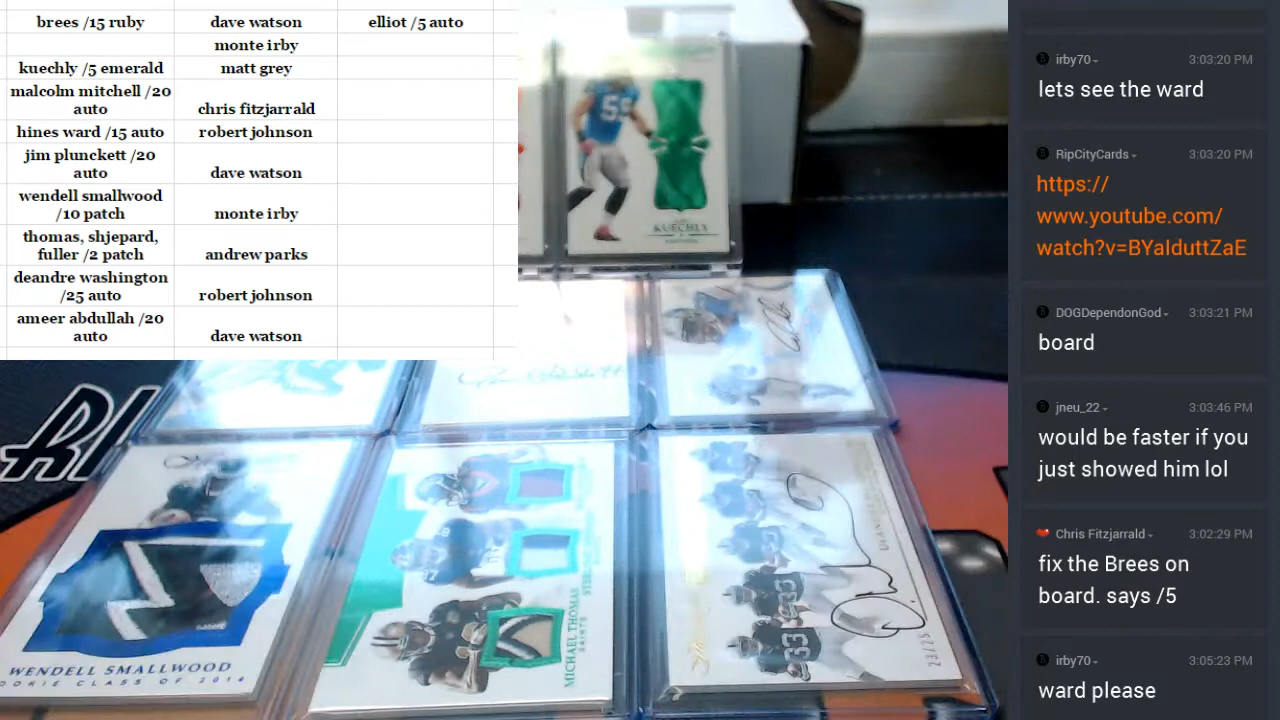 brees /15 ruby
dave watson
elliot /5 auto
monte irby
kuechly /5 emerald
matt grey
malcolm mitchell /20
auto
chris fitzjarrald
hines ward /15 auto
robert johnson
jim plunckett /20
auto
dave watson
wendell smallwood
/10 patch
monte irby
thomas, shjepard,
fuller /2 patch
andrew parks
deandre washington
/25 auto
robert johnson
ameer abdullah /20
auto
dave watson
59
KUECHLY
WENDELL SMALLWOOD
ROOKIE CLASS OF 2016
MICHAEL THOMAS
SAINTS
33
33
23/25
irby70 3:03:20 PM
lets see the ward
RipCityCards 3:03:20 PM
https://
www.youtube.com/
watch?v=BYaIduttZaE
DOGDependonGod 3:03:21 PM
board
jneu_22 3:03:46 PM
would be faster if you
just showed him lol
Chris Fitzjarrald 3:02:29 PM
fix the Brees on
board. says /5
irby70 3:05:23 PM
ward please